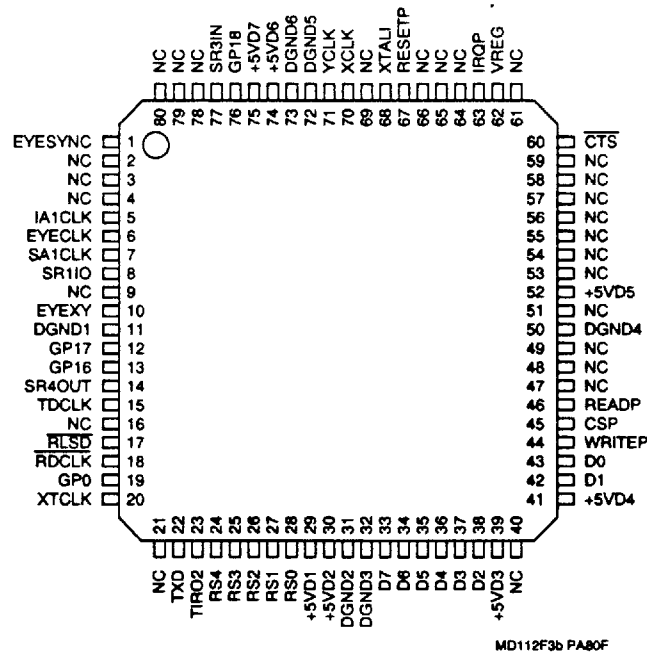 NC NC NC SR3IN GP18 +5VD7 +5VD6 DGND6 DGND5 YCLK XCLK NC XTALI RESETP NC NC NC IRQP VREG NC
80 79 78 77 76 75 74 73 72 71 70 69 68 67 66 65 64 63 62 61
EYESYNC 1 60 CTS
NC 2 59 NC
NC 3 58 NC
NC 4 57 NC
IA1CLK 5 56 NC
EYECLK 6 55 NC
SA1CLK 7 54 NC
SR1IO 8 53 NC
NC 9 52 +5VD5
EYEXY 10 51 NC
DGND1 11 50 DGND4
GP17 12 49 NC
GP16 13 48 NC
SR4OUT 14 47 NC
TDCLK 15 46 READP
NC 16 45 CSP
RLSD 17 44 WRITEP
RDCLK 18 43 D0
GP0 19 42 D1
XTCLK 20 41 +5VD4
21 22 23 24 25 26 27 28 29 30 31 32 33 34 35 36 37 38 39 40
NC TXD TIRO2 RS4 RS3 RS2 RS1 RS0 +5VD1 +5VD2 DGND2 DGND3 D7 D6 D5 D4 D3 D2 +5VD3 NC
MD112F3b PA80F